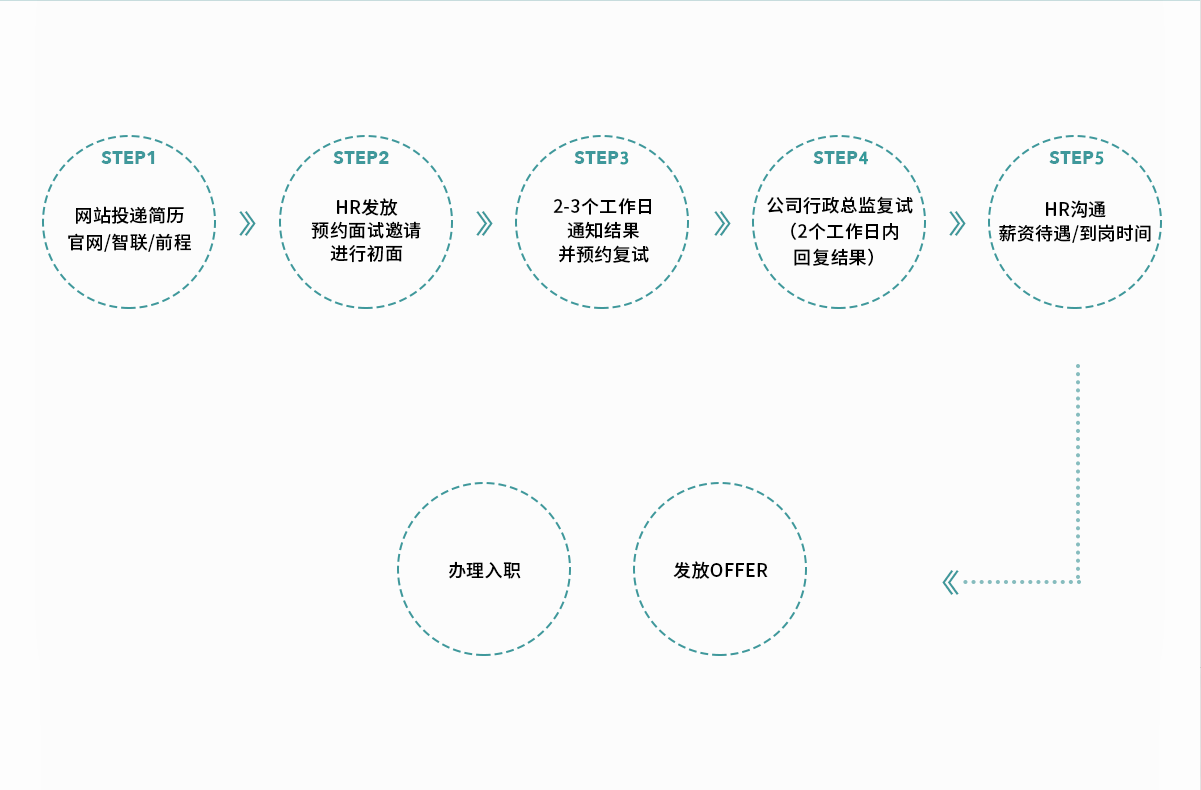 STEP1
网站投递简历
官网/智联/前程
STEP2
HR发放
预约面试邀请
进行初面
STEP3
2-3个工作日
通知结果
并预约复试
STEP4
公司行政总监复试
（2个工作日内
回复结果）
STEP5
HR沟通
薪资待遇/到岗时间
发放OFFER
办理入职